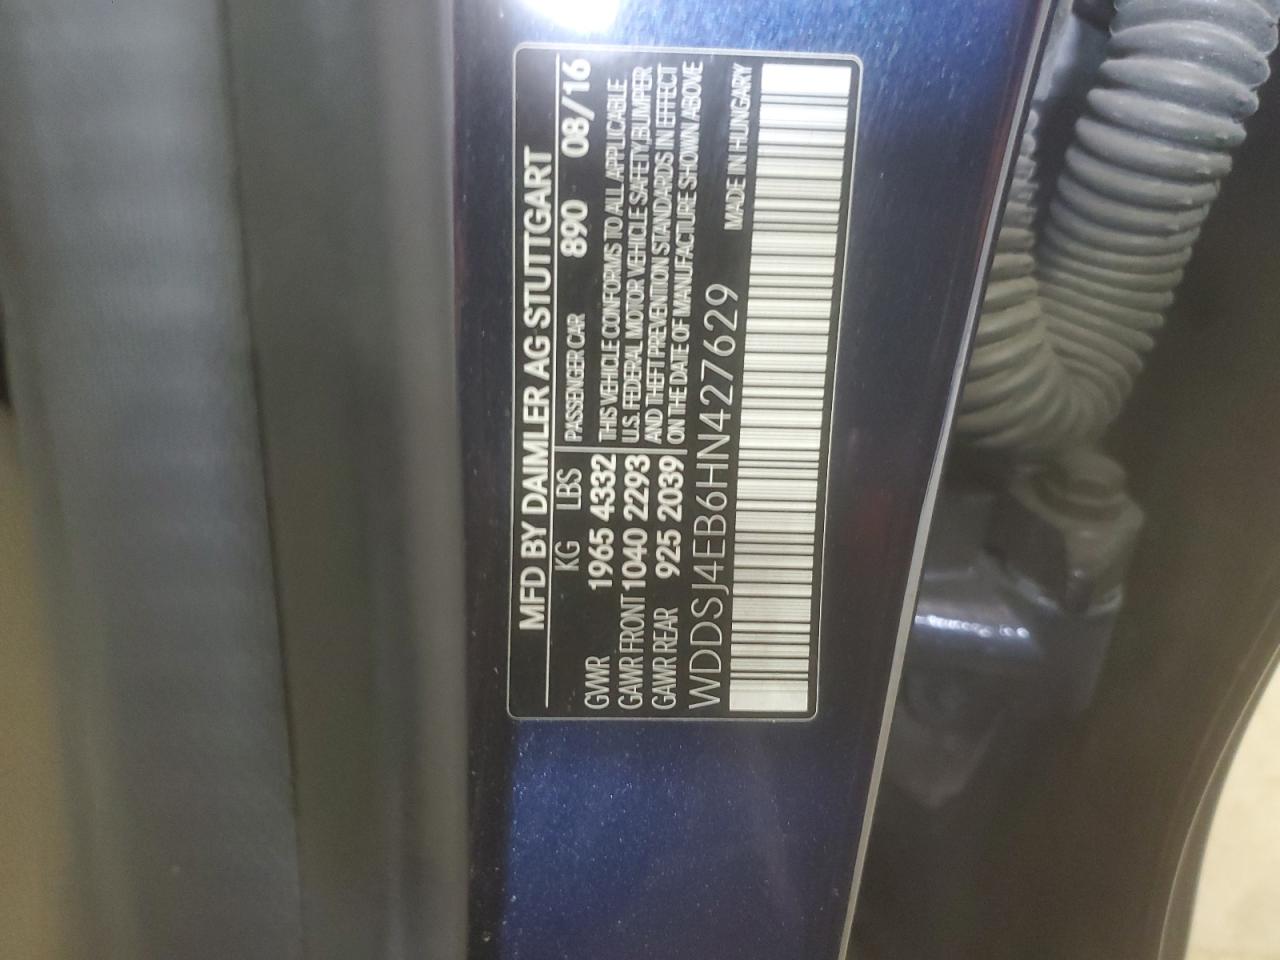 MFD BY DAIMLER AG STUTTGART
KG LBS PASSENGER CAR 890 08/16
GVWR 1965 4332 THIS VEHICLE CONFORMS TO ALL APPLICABLE
GAWR FRONT 1040 2293 U.S. FEDERAL MOTOR VEHICLE SAFETY,BUMPER
GAWR REAR 925 2039 AND THEFT PREVENTION STANDARDS IN EFFECT
ON THE DATE OF MANUFACTURE SHOWN ABOVE
WDDSJ4EB6HN427629
MADE IN HUNGARY